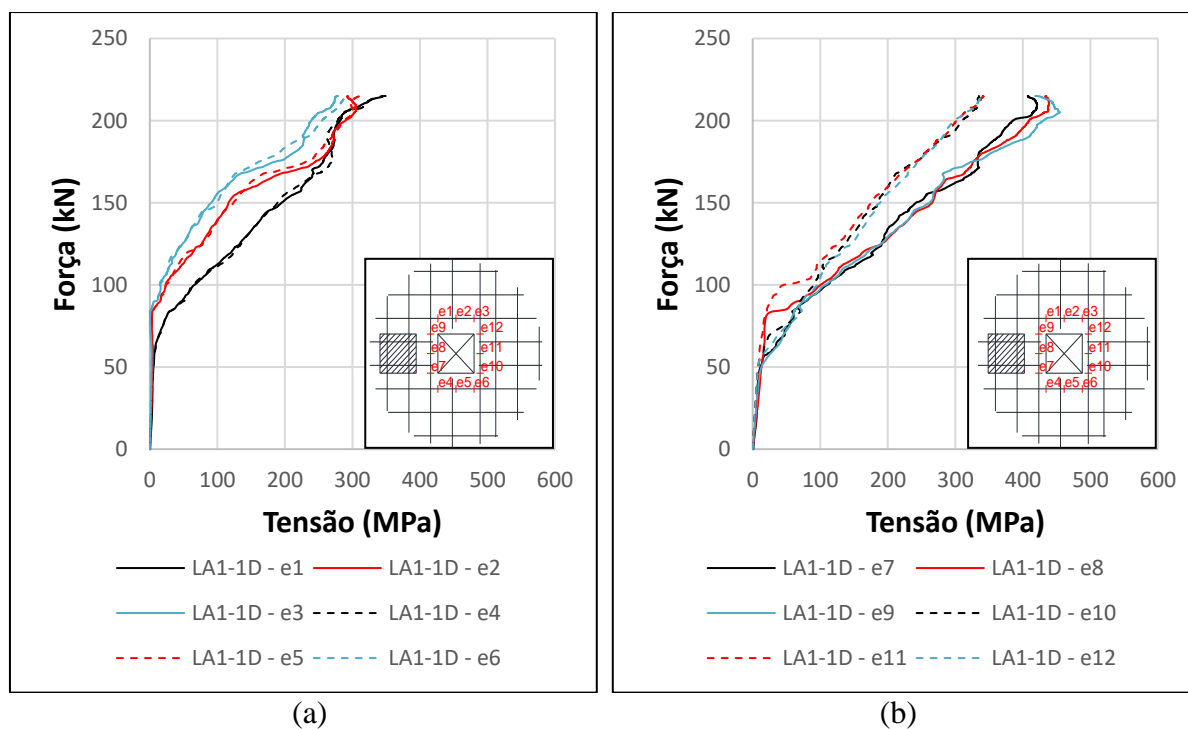 250
200
150
100
50
0
Força (kN)
e1 e2 e3
e9 e12
e8 e11
e7 e10
e4 e5 e6
0 100 200 300 400 500 600
Tensão (MPa)
LA1-1D - e1 LA1-1D - e2
LA1-1D - e3 LA1-1D - e4
LA1-1D - e5 LA1-1D - e6
(a)
250
200
150
100
50
0
Força (kN)
e1 e2 e3
e9 e12
e8 e11
e7 e10
e4 e5 e6
0 100 200 300 400 500 600
Tensão (MPa)
LA1-1D - e7 LA1-1D - e8
LA1-1D - e9 LA1-1D - e10
LA1-1D - e11 LA1-1D - e12
(b)